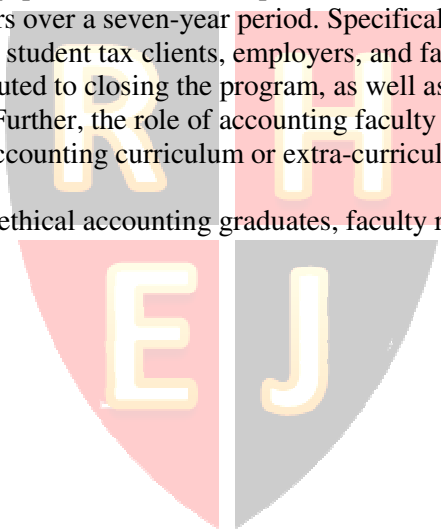 rs over a seven-year period. Specifical
student tax clients, employers, and fa
uted to closing the program, as well as
Further, the role of accounting faculty
ccounting curriculum or extra-curricul
ethical accounting graduates, faculty
R H
E J